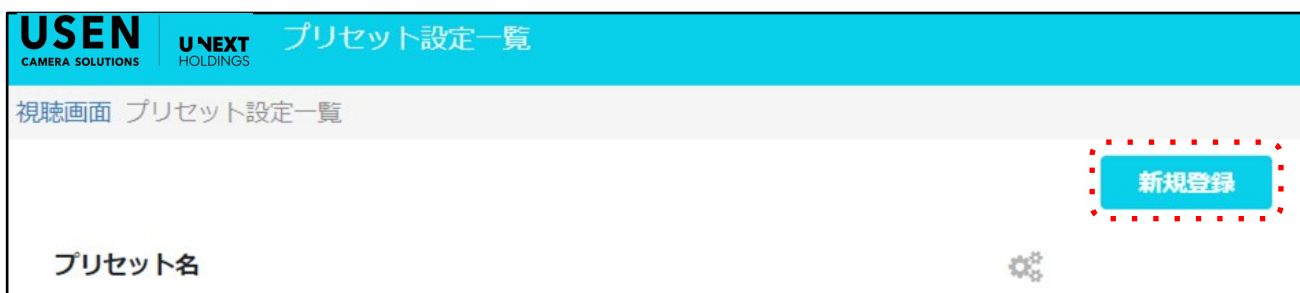 USEN
CAMERA SOLUTIONS
U-NEXT
HOLDINGS
プリセット設定一覧
視聴画面 プリセット設定一覧
新規登録
プリセット名